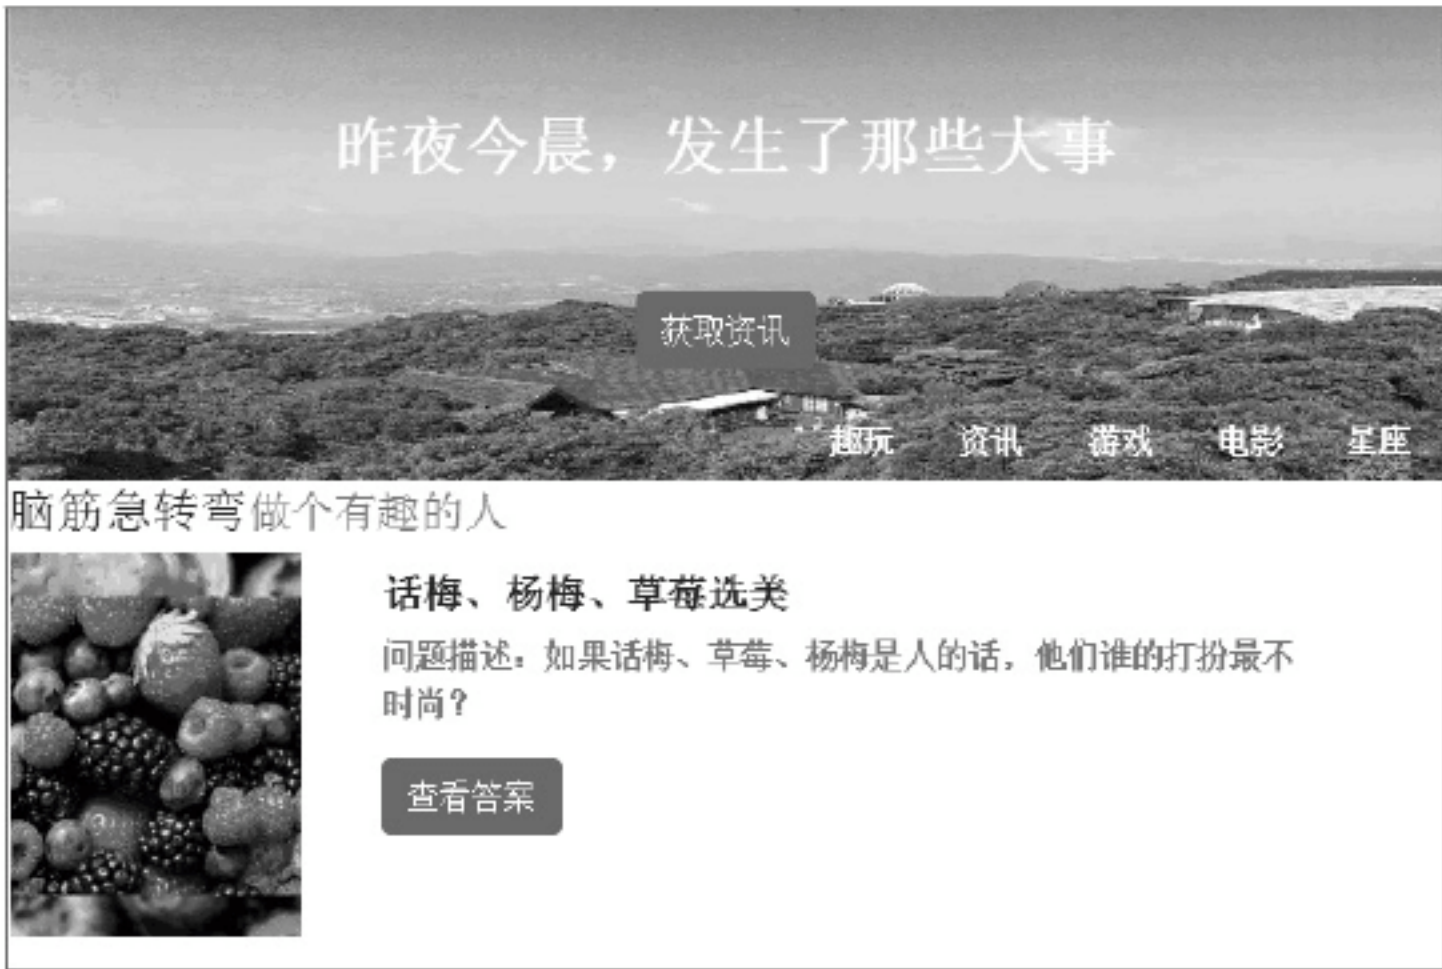 昨夜今晨，发生了那些大事
获取资讯
趣玩 资讯 游戏 电影 星座
脑筋急转弯做个有趣的人
话梅、杨梅、草莓选美
问题描述：如果话梅、草莓、杨梅是人的话，他们谁的打扮最不
时尚？
查看答案